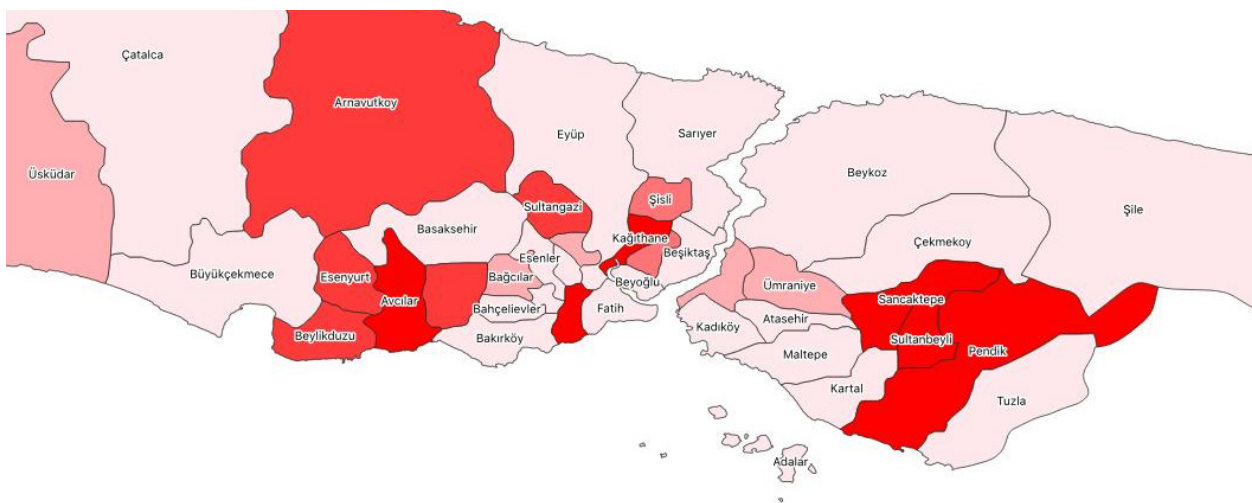 Çatalca
Arnavutkoy
Eyüp
Sarıyer
Üsküdar
Beykoz
Şile
Sultangazi
Şisli
Basaksehir
Kağithane
Çekmekoy
Esenler
Beşiktaş
Büyükçekmece
Esenyurt
Bağcılar
Beyoğlu
Ümraniye
Avcılar
Sancaktepe
Bahçelievler
Fatih
Atasehir
Kadıköy
Beylikduzu
Bakırköy
Sultanbeyli
Maltepe
Pendik
Kartal
Tuzla
Adalar